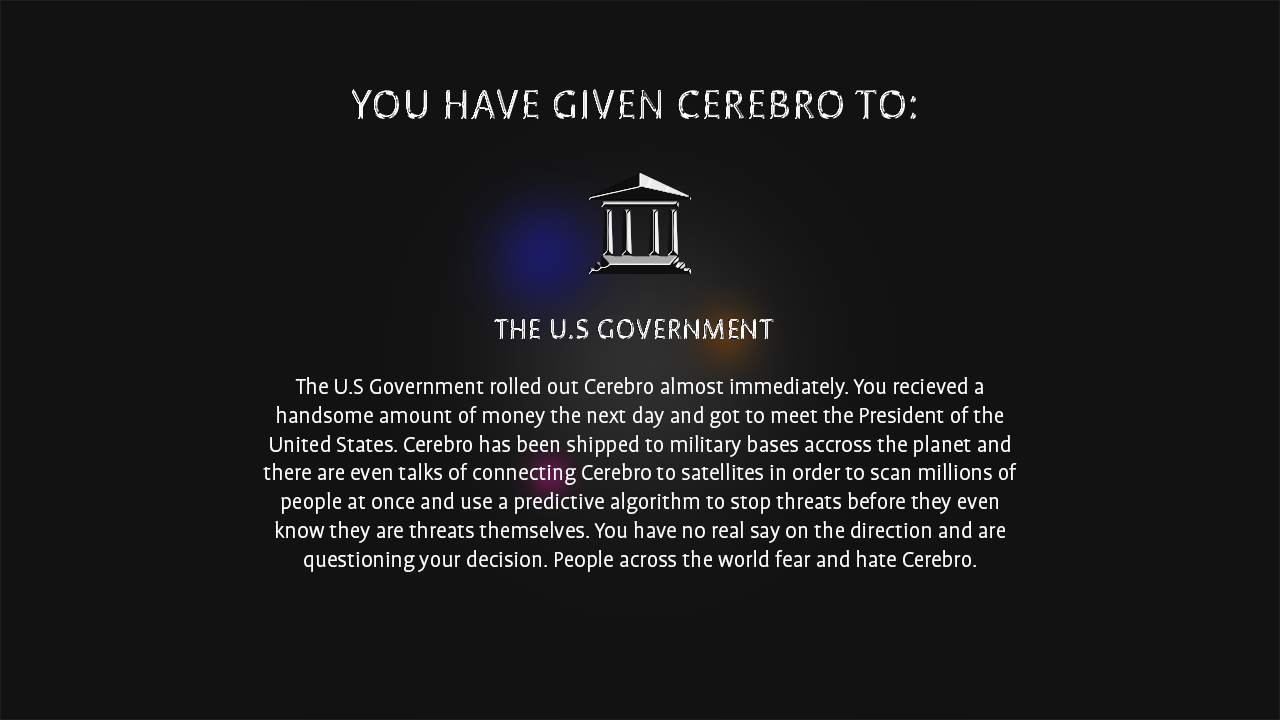 YOU HAVE GIVEN CEREBRO TO:
THE U.S GOVERNMENT
The U.S Government rolled out Cerebro almost immediately. You recieved a
handsome amount of money the next day and got to meet the President of the
United States. Cerebro has been shipped to military bases accross the planet and
there are even talks of connecting Cerebro to satellites in order to scan millions of
people at once and use a predictive algorithm to stop threats before they even
know they are threats themselves. You have no real say on the direction and are
questioning your decision. People across the world fear and hate Cerebro.